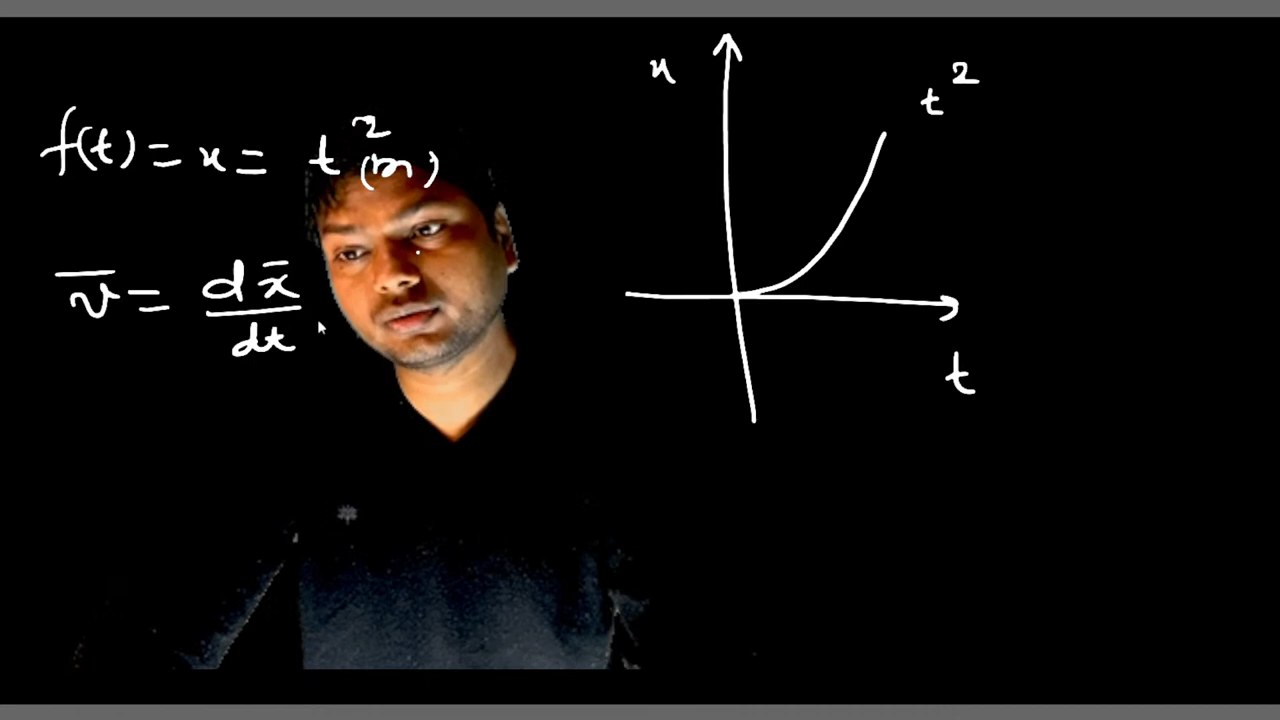 f(t) = x = t² (m)
v̅ = dx̅/dt
x
t²
t